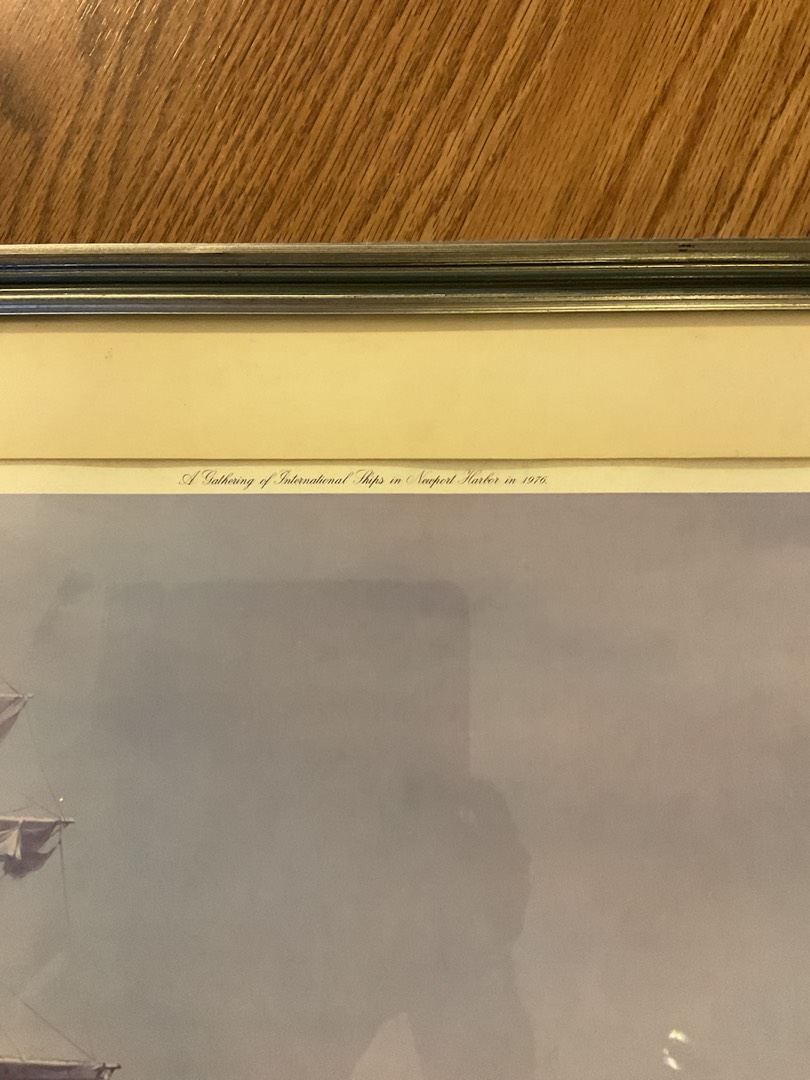 A Gathering of International Ships in Newport Harbor in 1976.